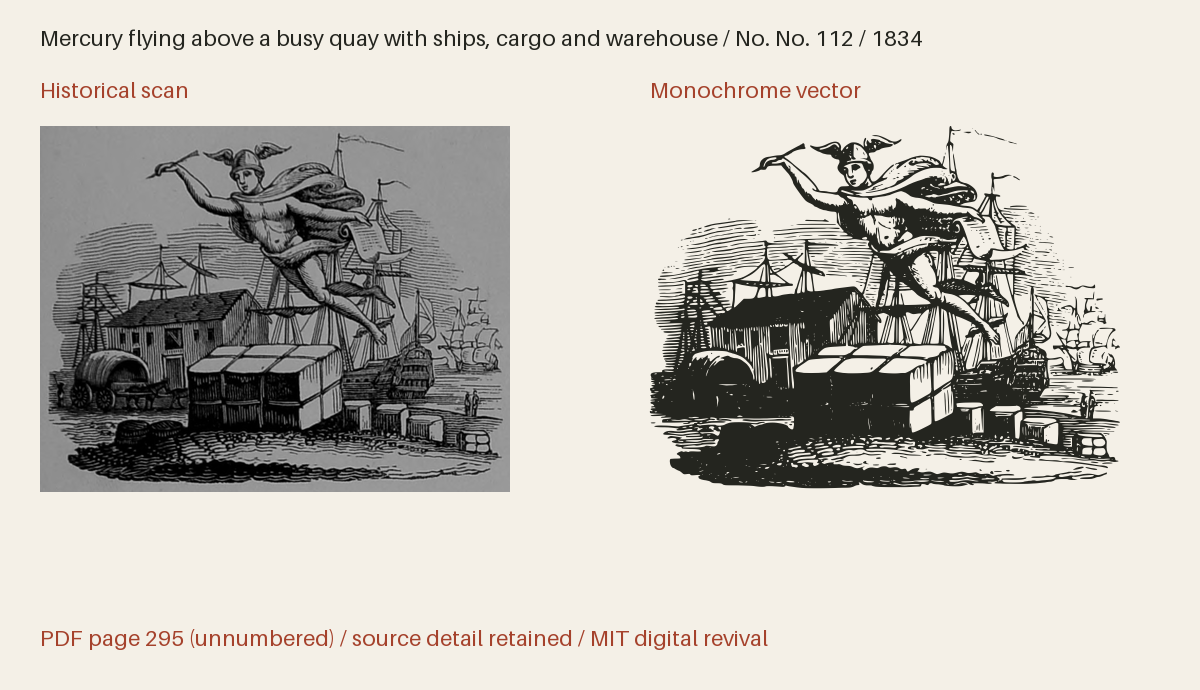 Mercury flying above a busy quay with ships, cargo and warehouse / No. No. 112 / 1834
Historical scan
Monochrome vector
PDF page 295 (unnumbered) / source detail retained / MIT digital revival